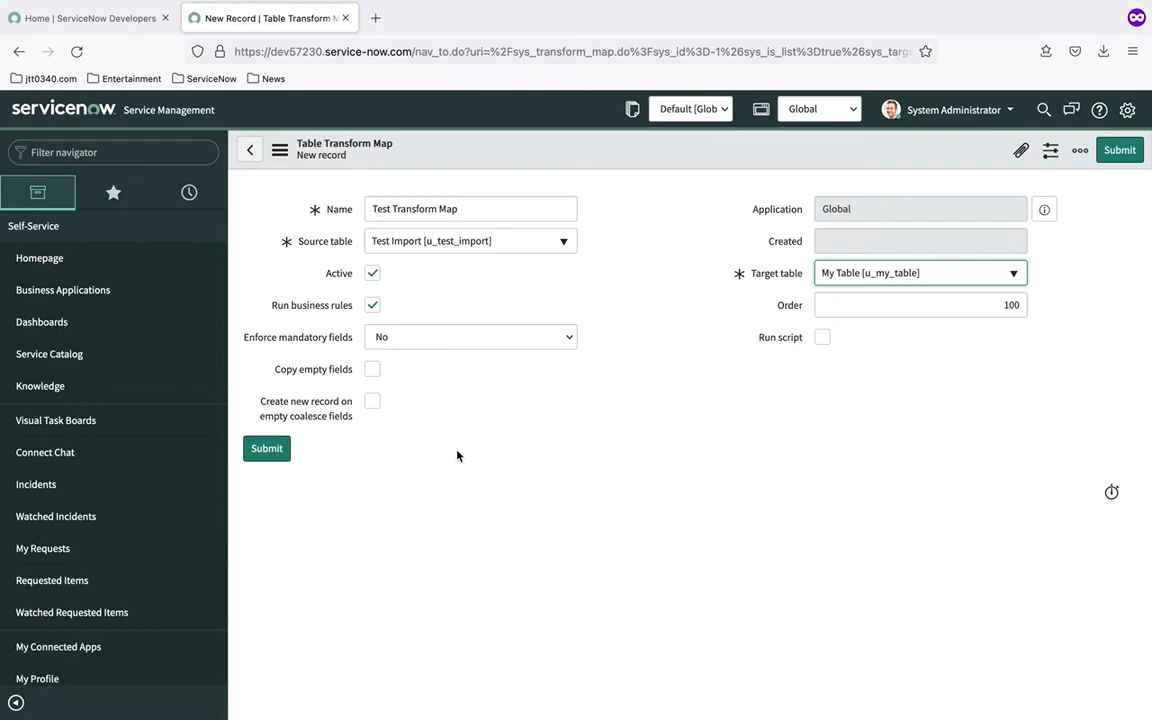 Home | ServiceNow Developers
New Record | Table Transform M
https://dev57230.service-now.com/nav_to.do?uri=%2Fsys_transform_map.do%3Fsys_id%3D-1%26sys_is_list%3Dtrue%26sys_targ
jtt0340.com
Entertainment
ServiceNow
News
servicenow Service Management
Default [Glob
Global
System Administrator
Filter navigator
Table Transform Map
New record
Submit
Self-Service
Homepage
Business Applications
Dashboards
Service Catalog
Knowledge
Visual Task Boards
Connect Chat
Incidents
Watched Incidents
My Requests
Requested Items
Watched Requested Items
My Connected Apps
My Profile
Name Test Transform Map
Source table Test Import [u_test_import]
Active
Run business rules
Enforce mandatory fields No
Copy empty fields
Create new record on
empty coalesce fields
Submit
Application Global
Created
Target table My Table [u_my_table]
Order 100
Run script